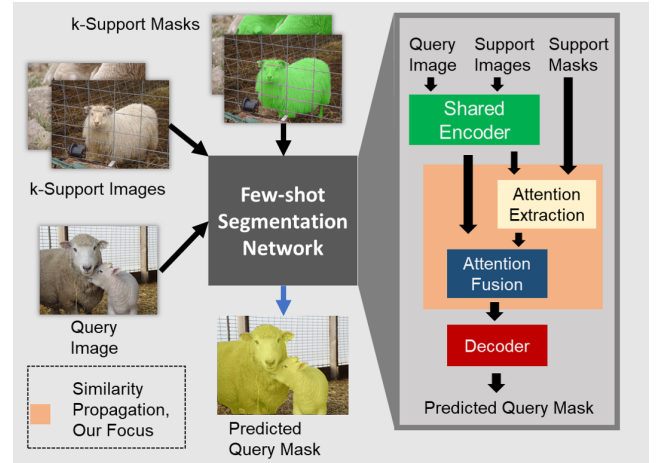 k-Support Masks
k-Support Images
Query
Image
Few-shot
Segmentation
Network
Predicted
Query Mask
Similarity
Propagation,
Our Focus
Query
Image
Support
Images
Support
Masks
Shared
Encoder
Attention
Extraction
Attention
Fusion
Decoder
Predicted Query Mask